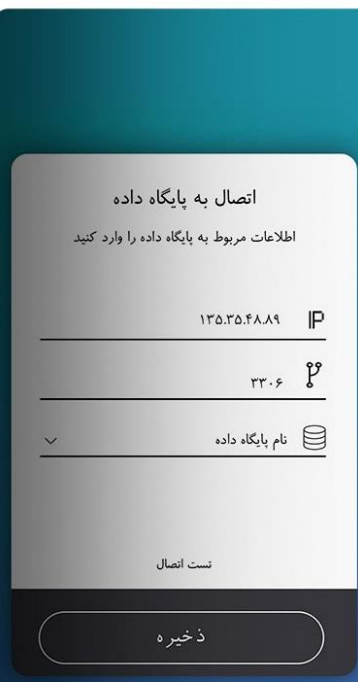 اتصال به پایگاه داده
اطلاعات مربوط به پایگاه داده را وارد کنید
۱۳۵.۳۵.۴۸.۸۹ IP
۳۳۰۶
نام پایگاه داده
تست اتصال
ذخیره